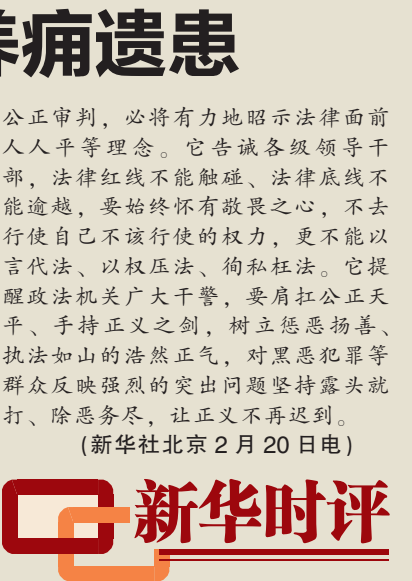 养痈遗患
公正审判，必将有力地昭示法律面前
人人平等理念。它告诫各级领导干
部，法律红线不能触碰、法律底线不
能逾越，要始终怀有敬畏之心，不去
行使自己不该行使的权力，更不能以
言代法、以权压法、徇私枉法。它提
醒政法机关广大干警，要肩扛公正天
平、手持正义之剑，树立惩恶扬善、
执法如山的浩然正气，对黑恶犯罪等
群众反映强烈的突出问题坚持露头就
打、除恶务尽，让正义不再迟到。
（新华社北京 2 月 20 日电）
新华时评